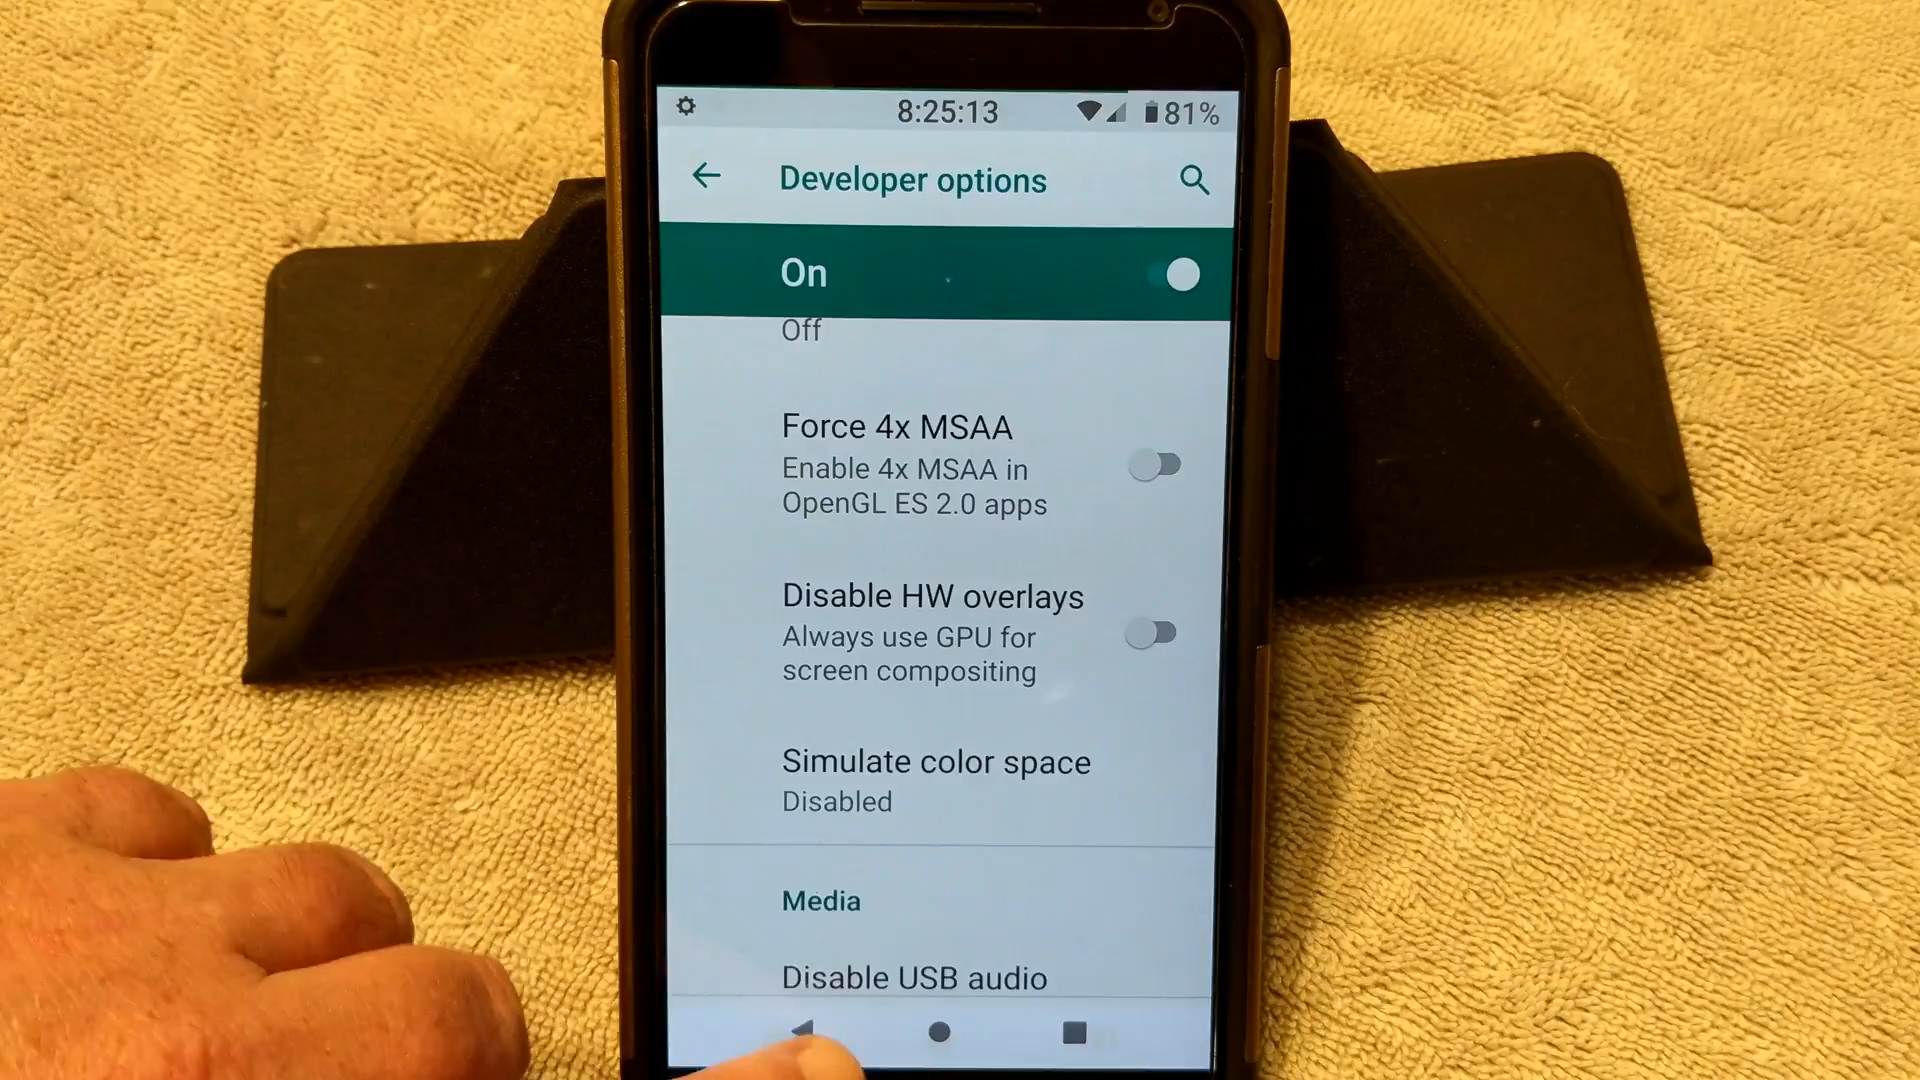 8:25:13
81%
Developer options
On
Off
Force 4x MSAA
Enable 4x MSAA in
OpenGL ES 2.0 apps
Disable HW overlays
Always use GPU for
screen compositing
Simulate color space
Disabled
Media
Disable USB audio